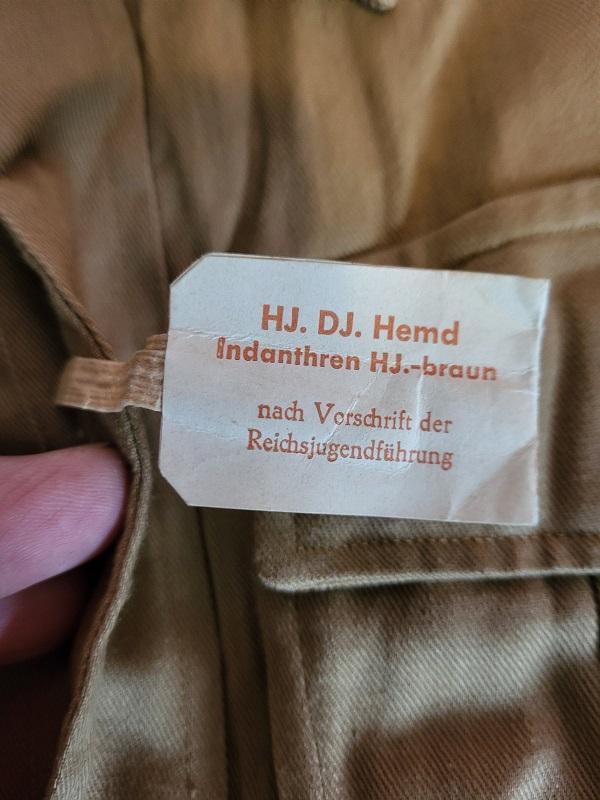 HJ. DJ. Hemd
Indanthren HJ.-braun
nach Vorschrift der
Reichsjugendführung